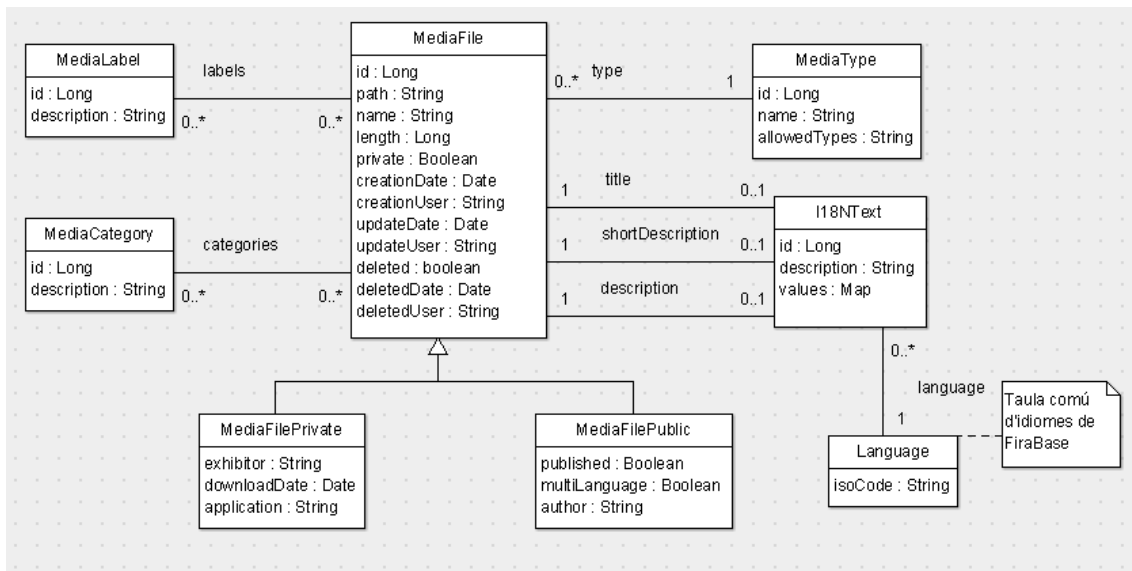 MediaLabel
id : Long
description : String
labels
0..*
0..*
MediaFile
id : Long
path : String
name : String
length : Long
private : Boolean
creationDate : Date
creationUser : String
updateDate : Date
updateUser : String
deleted : boolean
deletedDate : Date
deletedUser : String
0..*
type
1
MediaType
id : Long
name : String
allowedTypes : String
MediaCategory
id : Long
description : String
categories
0..*
0..*
1
title
0..1
1
shortDescription
0..1
1
description
0..1
I18NText
id : Long
description : String
values : Map
0..*
language
1
Language
isoCode : String
Taula comú
d'idiomes de
FiraBase
MediaFilePrivate
exhibitor : String
downloadDate : Date
application : String
MediaFilePublic
published : Boolean
multiLanguage : Boolean
author : String